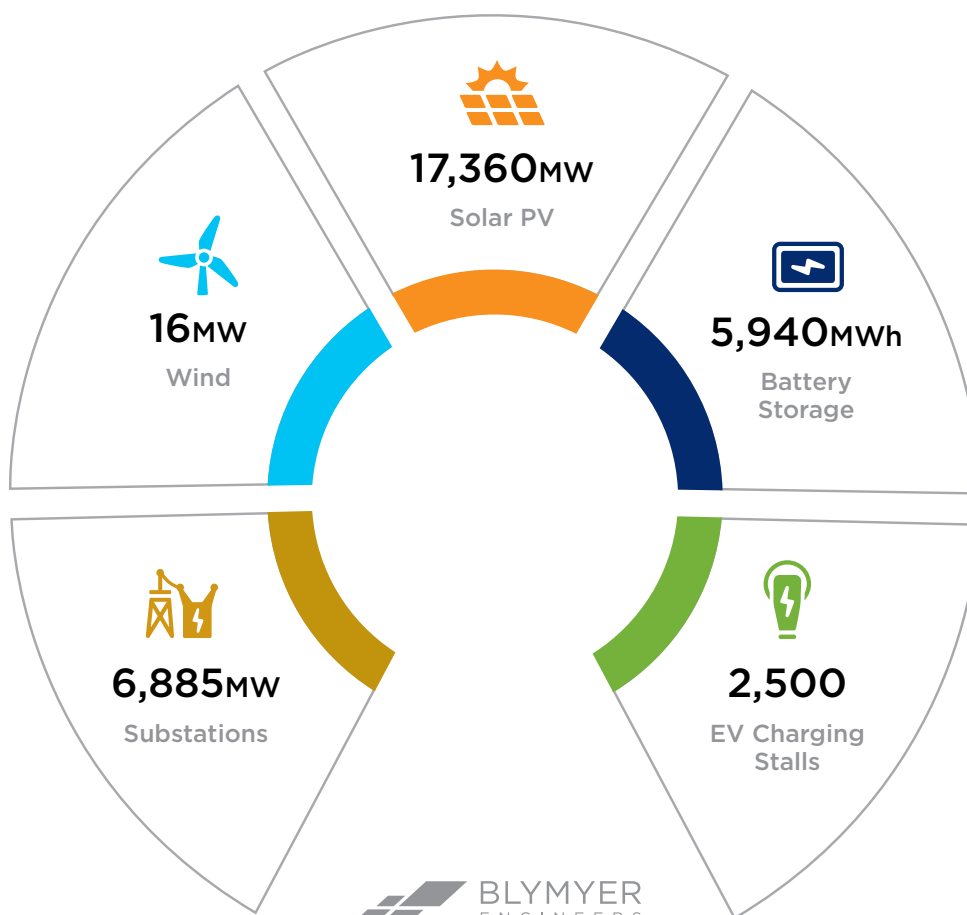 17,360MW
Solar PV
16MW
Wind
5,940MWh
Battery
Storage
6,885MW
Substations
2,500
EV Charging
Stalls
BLYMYER
ENGINEERS